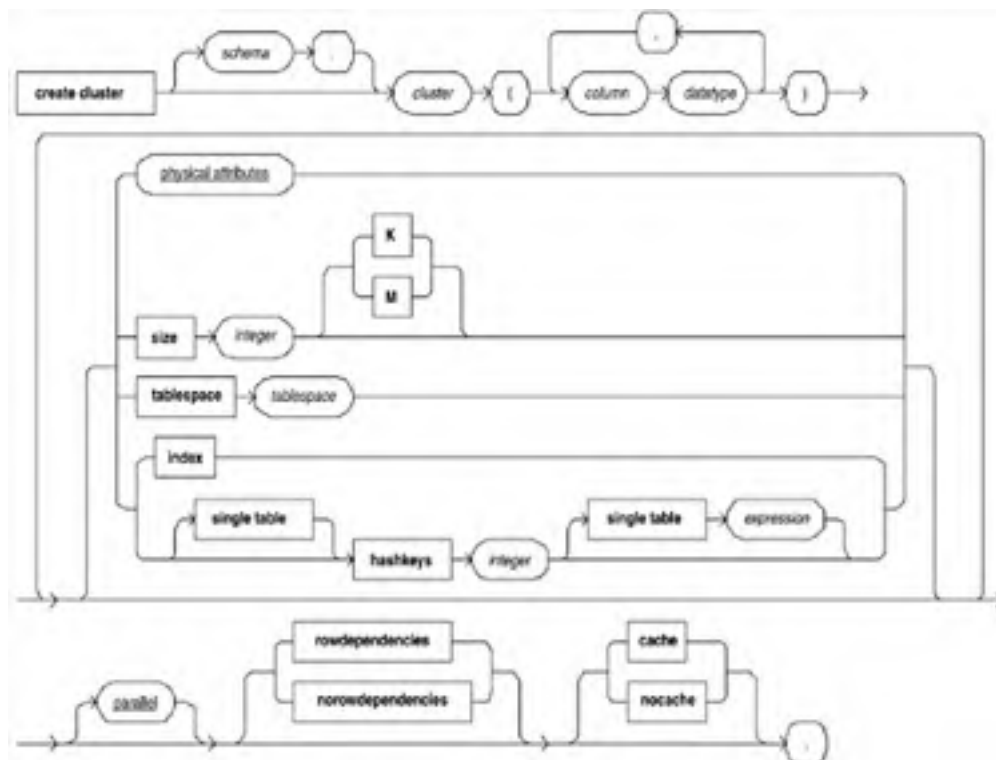 schema .
create cluster cluster ( column datatype )
,
physical attributes
K
M
size integer
tablespace tablespace
index
single table single table expression
hashkeys integer
rowdependencies cache
parallel
norowdependencies nocache